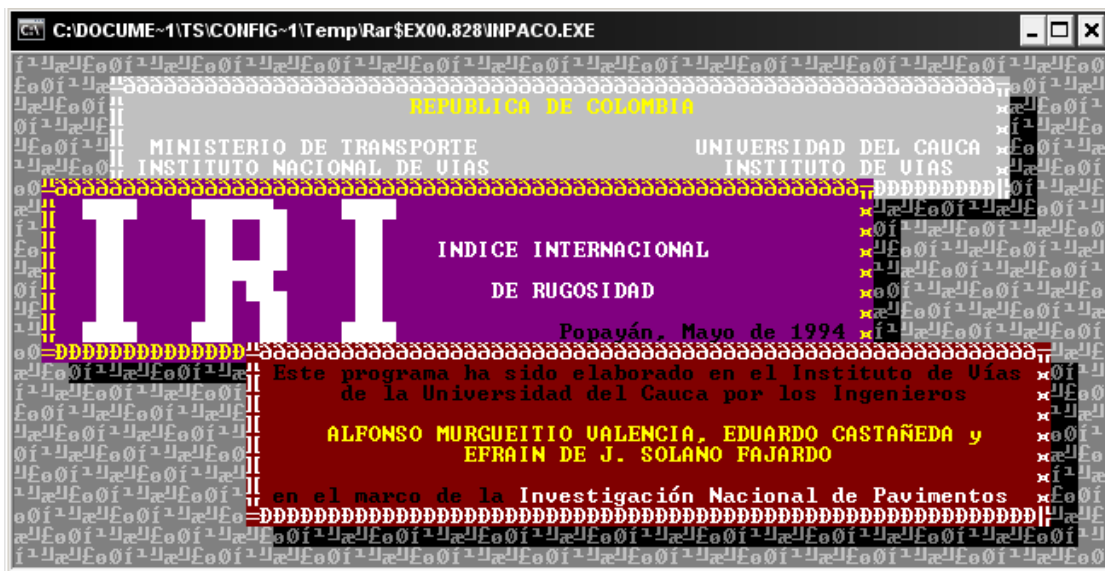 C:\DOCUME~1\TS\CONFIG~1\Temp\Rar$EX00.828\INPACO.EXE
REPUBLICA DE COLOMBIA
MINISTERIO DE TRANSPORTE UNIVERSIDAD DEL CAUCA
INSTITUTO NACIONAL DE VIAS INSTITUTO DE VIAS
IRI
INDICE INTERNACIONAL
DE RUGOSIDAD
Popayán, Mayo de 1994
Este programa ha sido elaborado en el Instituto de Vías
de la Universidad del Cauca por los Ingenieros
ALFONSO MURGUEITIO VALENCIA, EDUARDO CASTAÑEDA y
EFRAIN DE J. SOLANO FAJARDO
en el marco de la Investigación Nacional de Pavimentos